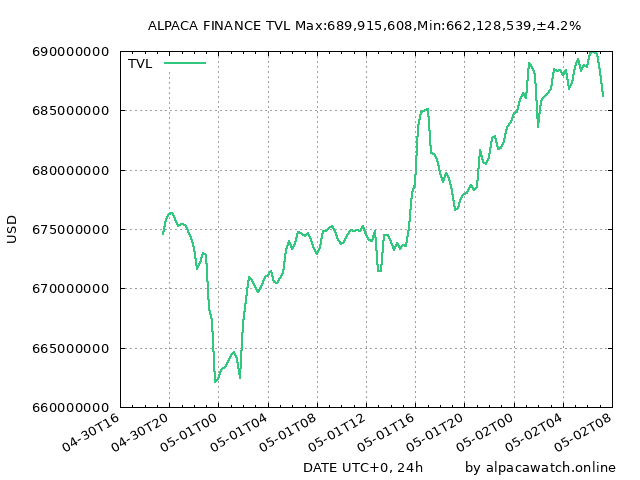 ALPACA FINANCE TVL Max:689,915,608,Min:662,128,539,±4.2%
TVL
690000000
685000000
680000000
675000000
670000000
665000000
660000000
USD
04-30T16
04-30T20
05-01T00
05-01T04
05-01T08
05-01T12
05-01T16
05-01T20
05-02T00
05-02T04
05-02T08
DATE UTC+0, 24h
by alpacawatch.online